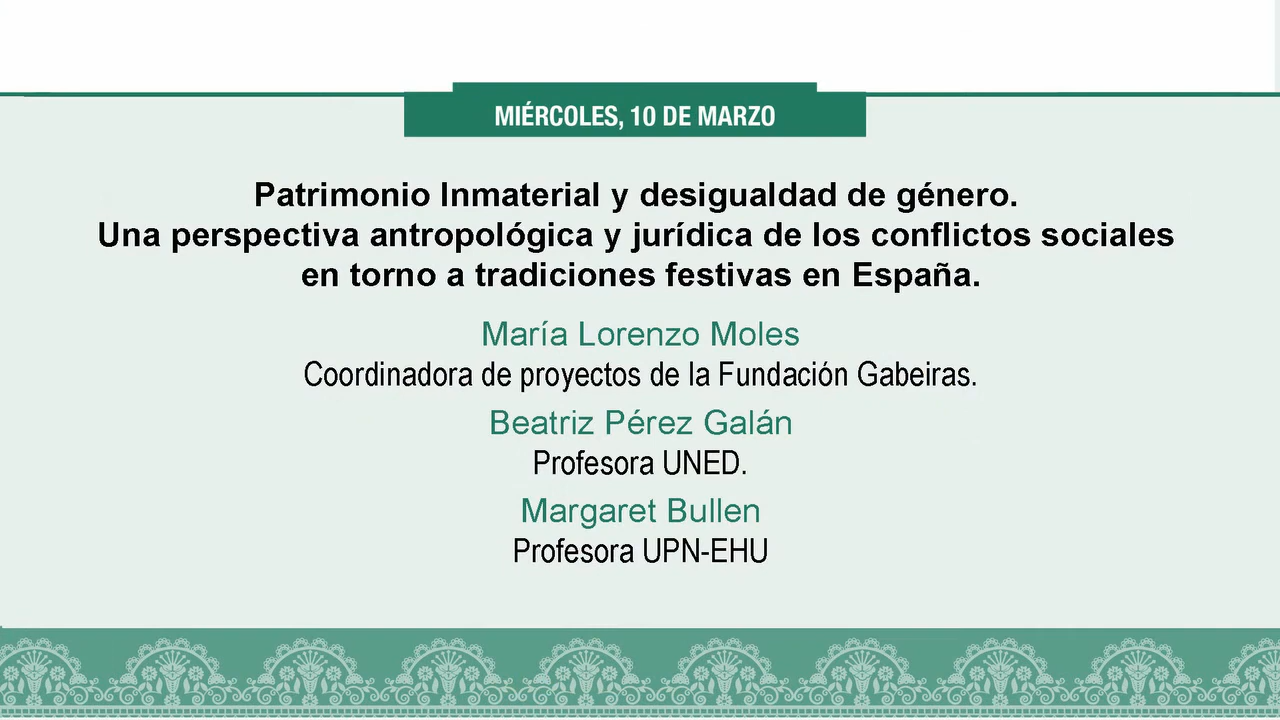 MIÉRCOLES, 10 DE MARZO
Patrimonio Inmaterial y desigualdad de género.
Una perspectiva antropológica y jurídica de los conflictos sociales
en torno a tradiciones festivas en España.
María Lorenzo Moles
Coordinadora de proyectos de la Fundación Gabeiras.
Beatriz Pérez Galán
Profesora UNED.
Margaret Bullen
Profesora UPN-EHU